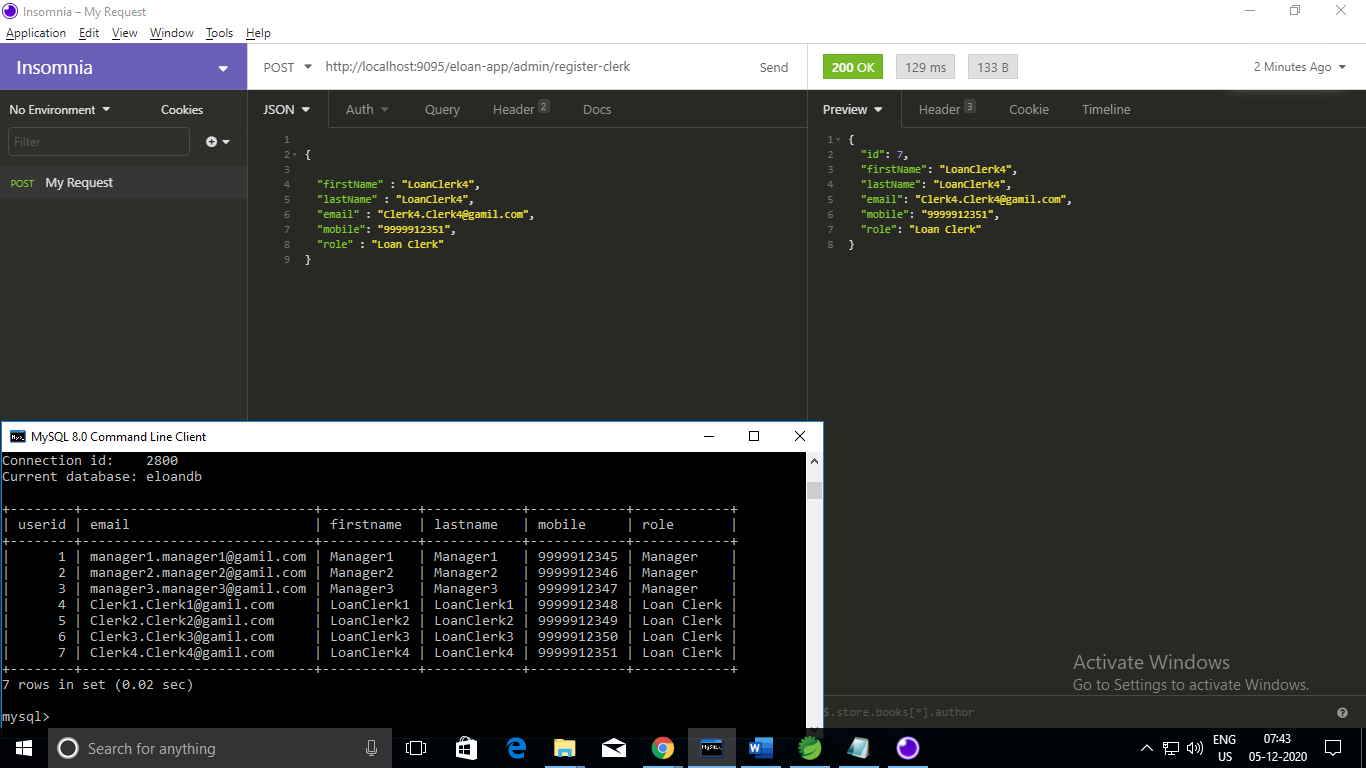 Insomnia – My Request
Application Edit View Window Tools Help
Insomnia
POST http://localhost:9095/eloan-app/admin/register-clerk Send
200 OK 129 ms 133 B 2 Minutes Ago
No Environment Cookies
JSON Auth Query Header 2 Docs
Preview Header 3 Cookie Timeline
Filter
POST My Request
1
2 {
3
4 "firstName" : "LoanClerk4",
5 "lastName" : "LoanClerk4",
6 "email" : "Clerk4.Clerk4@gamil.com",
7 "mobile": "9999912351",
8 "role" : "Loan Clerk"
9 }
1 {
2 "id": 7,
3 "firstName": "LoanClerk4",
4 "lastName": "LoanClerk4",
5 "email": "Clerk4.Clerk4@gamil.com",
6 "mobile": "9999912351",
7 "role": "Loan Clerk"
8 }
MySQL 8.0 Command Line Client
Connection id:    2800
Current database: eloandb
+--------+-----------------------------+------------+------------+------------+------------+
| userid | email                       | firstname  | lastname   | mobile     | role       |
+--------+-----------------------------+------------+------------+------------+------------+
|      1 | manager1.manager1@gamil.com | Manager1   | Manager1   | 9999912345 | Manager    |
|      2 | manager2.manager2@gamil.com | Manager2   | Manager2   | 9999912346 | Manager    |
|      3 | manager3.manager3@gamil.com | Manager3   | Manager3   | 9999912347 | Manager    |
|      4 | Clerk1.Clerk1@gamil.com     | LoanClerk1 | LoanClerk1 | 9999912348 | Loan Clerk |
|      5 | Clerk2.Clerk2@gamil.com     | LoanClerk2 | LoanClerk2 | 9999912349 | Loan Clerk |
|      6 | Clerk3.Clerk3@gamil.com     | LoanClerk3 | LoanClerk3 | 9999912350 | Loan Clerk |
|      7 | Clerk4.Clerk4@gamil.com     | LoanClerk4 | LoanClerk4 | 9999912351 | Loan Clerk |
+--------+-----------------------------+------------+------------+------------+------------+
7 rows in set (0.02 sec)
mysql>
Activate Windows
Go to Settings to activate Windows.
$.store.books[*].author
Search for anything
ENG
US
07:43
05-12-2020